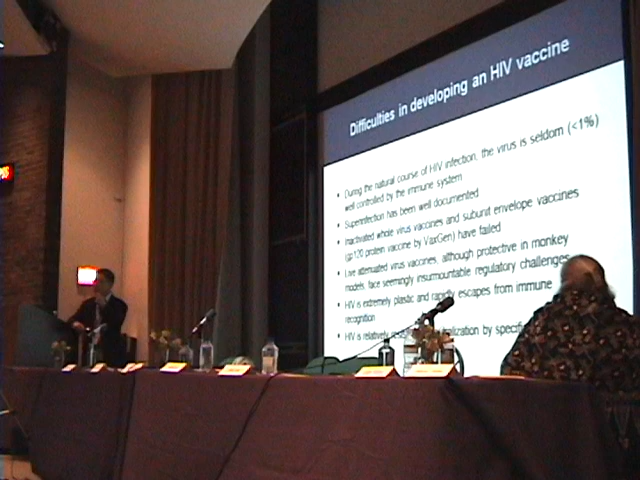 Difficulties in developing an HIV vaccine
• During the natural course of HIV infection, the virus is seldom (<1%)
well controlled by the immune system
• Superinfection has been well documented
• Inactivated whole virus vaccines and subunit envelope vaccines
(gp120 protein vaccine by VaxGen) have failed
• Live attenuated virus vaccines, although protective in monkey
models, face seemingly insurmountable regulatory challenges
• HIV is extremely plastic and rapidly escapes from immune
recognition
• HIV is relatively by